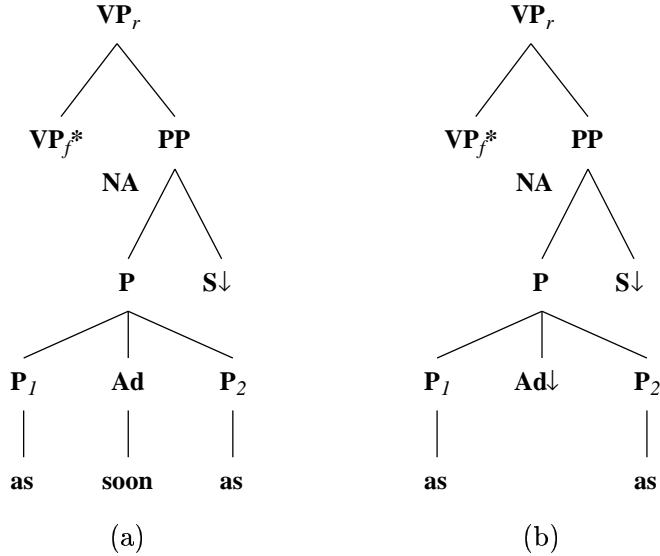 VP_r VP_r
VP_f* PP VP_f* PP
NA NA
P S↓ P S↓
P_1 Ad P_2 P_1 Ad↓ P_2
as soon as as as
(a) (b)